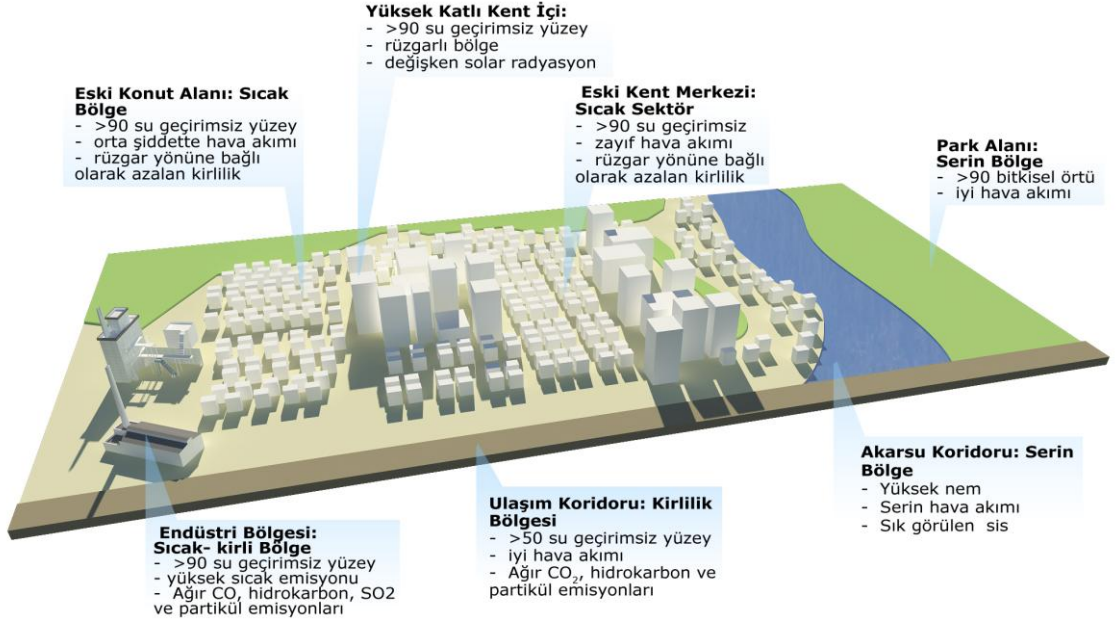 Yüksek Katlı Kent İçi:
- >90 su geçirimsiz yüzey
- rüzgarlı bölge
- değişken solar radyasyon
Eski Konut Alanı: Sıcak
Bölge
- >90 su geçirimsiz yüzey
- orta şiddette hava akımı
- rüzgar yönüne bağlı
olarak azalan kirlilik
Eski Kent Merkezi:
Sıcak Sektör
- >90 su geçirimsiz
- zayıf hava akımı
- rüzgar yönüne bağlı
olarak azalan kirlilik
Park Alanı:
Serin Bölge
- >90 bitkisel örtü
- iyi hava akımı
Endüstri Bölgesi:
Sıcak- kirli Bölge
- >90 su geçirimsiz yüzey
- yüksek sıcak emisyonu
- Ağır CO, hidrokarbon, SO2
ve partikül emisyonları
Ulaşım Koridoru: Kirlilik
Bölgesi
- >50 su geçirimsiz yüzey
- iyi hava akımı
- Ağır CO₂, hidrokarbon ve
partikül emisyonları
Akarsu Koridoru: Serin
Bölge
- Yüksek nem
- Serin hava akımı
- Sık görülen sis